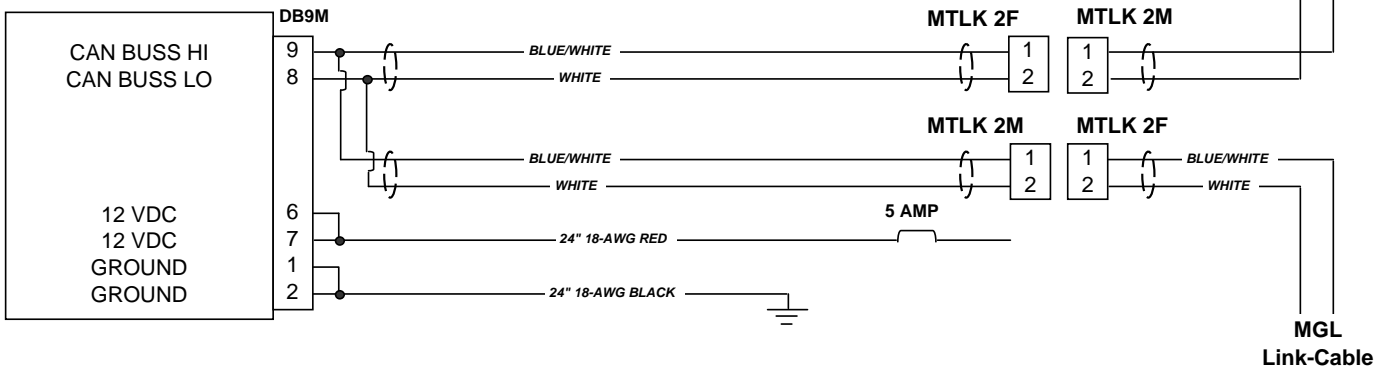 DB9M
MTLK 2F
MTLK 2M
CAN BUSS HI
9
BLUE/WHITE
1
1
CAN BUSS LO
8
WHITE
2
2
MTLK 2M
MTLK 2F
BLUE/WHITE
1
1
BLUE/WHITE
WHITE
2
2
WHITE
12 VDC
6
5 AMP
12 VDC
7
24" 18-AWG RED
GROUND
1
GROUND
2
24" 18-AWG BLACK
MGL
Link-Cable